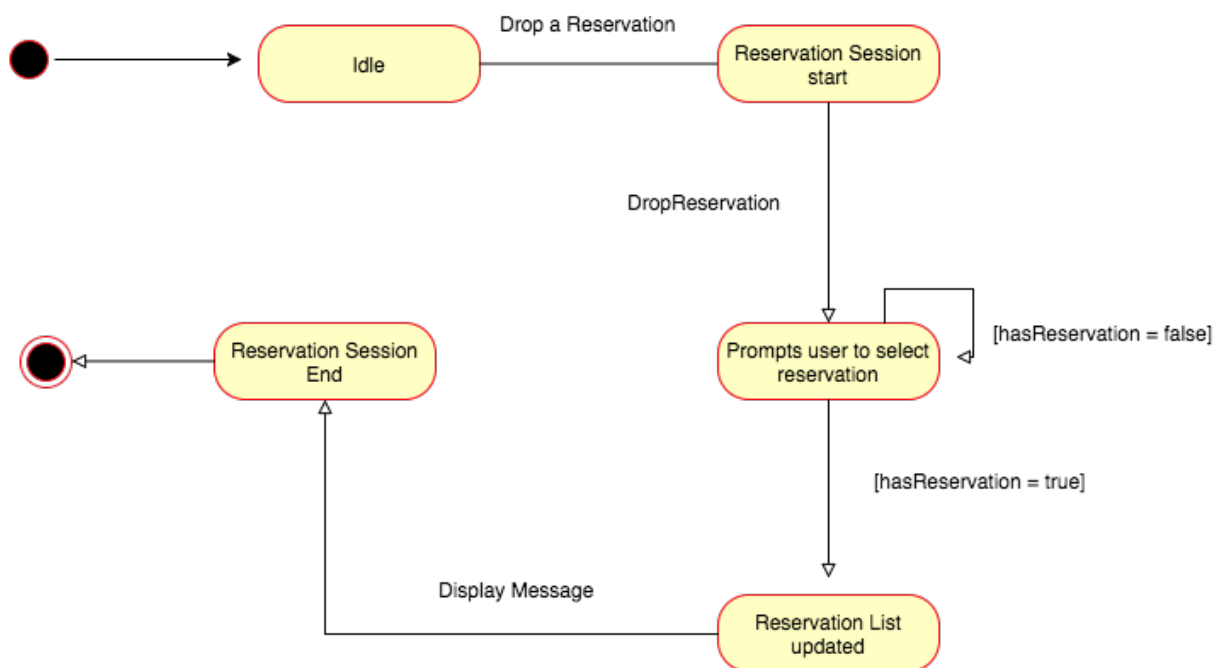 Drop a Reservation
Idle
Reservation Session
start
DropReservation
Prompts user to select
reservation
[hasReservation = false]
Reservation Session
End
[hasReservation = true]
Display Message
Reservation List
updated